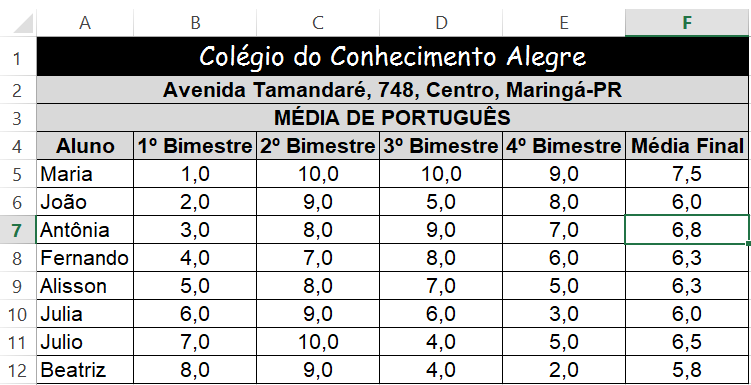 A B C D E F
1 Colégio do Conhecimento Alegre
2 Avenida Tamandaré, 748, Centro, Maringá-PR
3 MÉDIA DE PORTUGUÊS
4 Aluno 1º Bimestre 2º Bimestre 3º Bimestre 4º Bimestre Média Final
5 Maria 1,0 10,0 10,0 9,0 7,5
6 João 2,0 9,0 5,0 8,0 6,0
7 Antônia 3,0 8,0 9,0 7,0 6,8
8 Fernando 4,0 7,0 8,0 6,0 6,3
9 Alisson 5,0 8,0 7,0 5,0 6,3
10 Julia 6,0 9,0 6,0 3,0 6,0
11 Julio 7,0 10,0 4,0 5,0 6,5
12 Beatriz 8,0 9,0 4,0 2,0 5,8